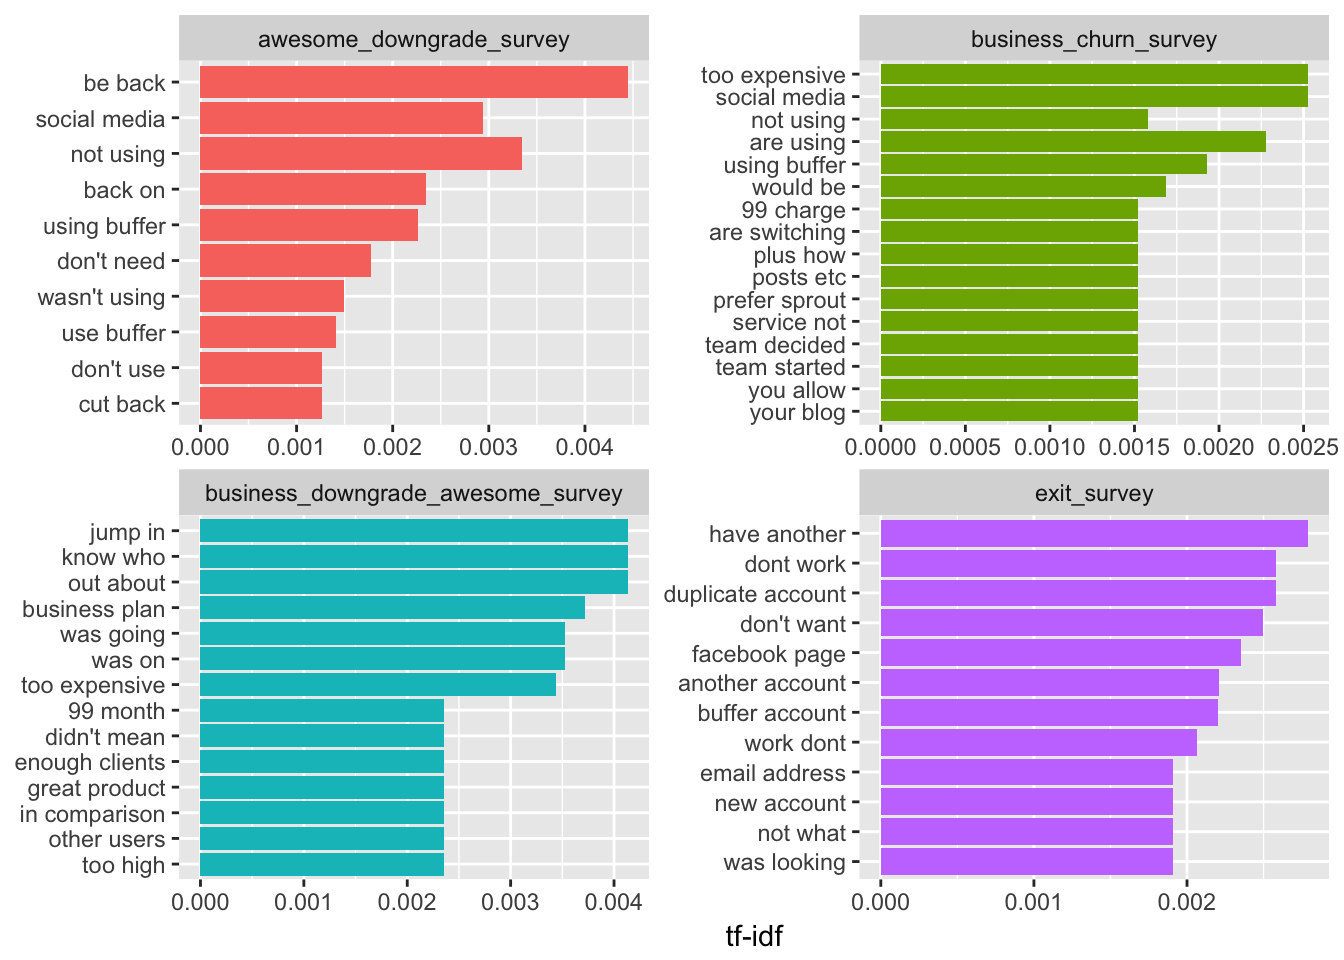 awesome_downgrade_survey
be back
social media
not using
back on
using buffer
don't need
wasn't using
use buffer
don't use
cut back
0.000 0.001 0.002 0.003 0.004
business_churn_survey
too expensive
social media
not using
are using
using buffer
would be
99 charge
are switching
plus how
posts etc
prefer sprout
service not
team decided
team started
you allow
your blog
0.0000 0.0005 0.0010 0.0015 0.0020 0.0025
business_downgrade_awesome_survey
jump in
know who
out about
business plan
was going
was on
too expensive
99 month
didn't mean
enough clients
great product
in comparison
other users
too high
0.000 0.001 0.002 0.003 0.004
exit_survey
have another
dont work
duplicate account
don't want
facebook page
another account
buffer account
work dont
email address
new account
not what
was looking
0.000 0.001 0.002
tf-idf